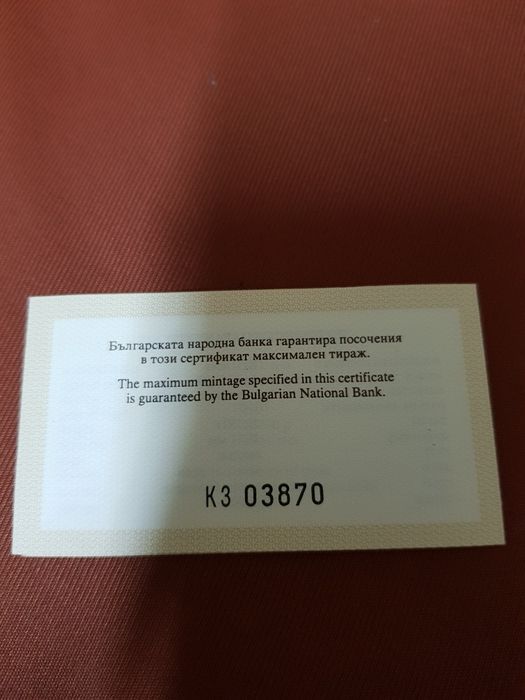 Българската народна банка гарантира посочения
в този сертификат максимален тираж.
The maximum mintage specified in this certificate
is guaranteed by the Bulgarian National Bank.
КЗ 03870